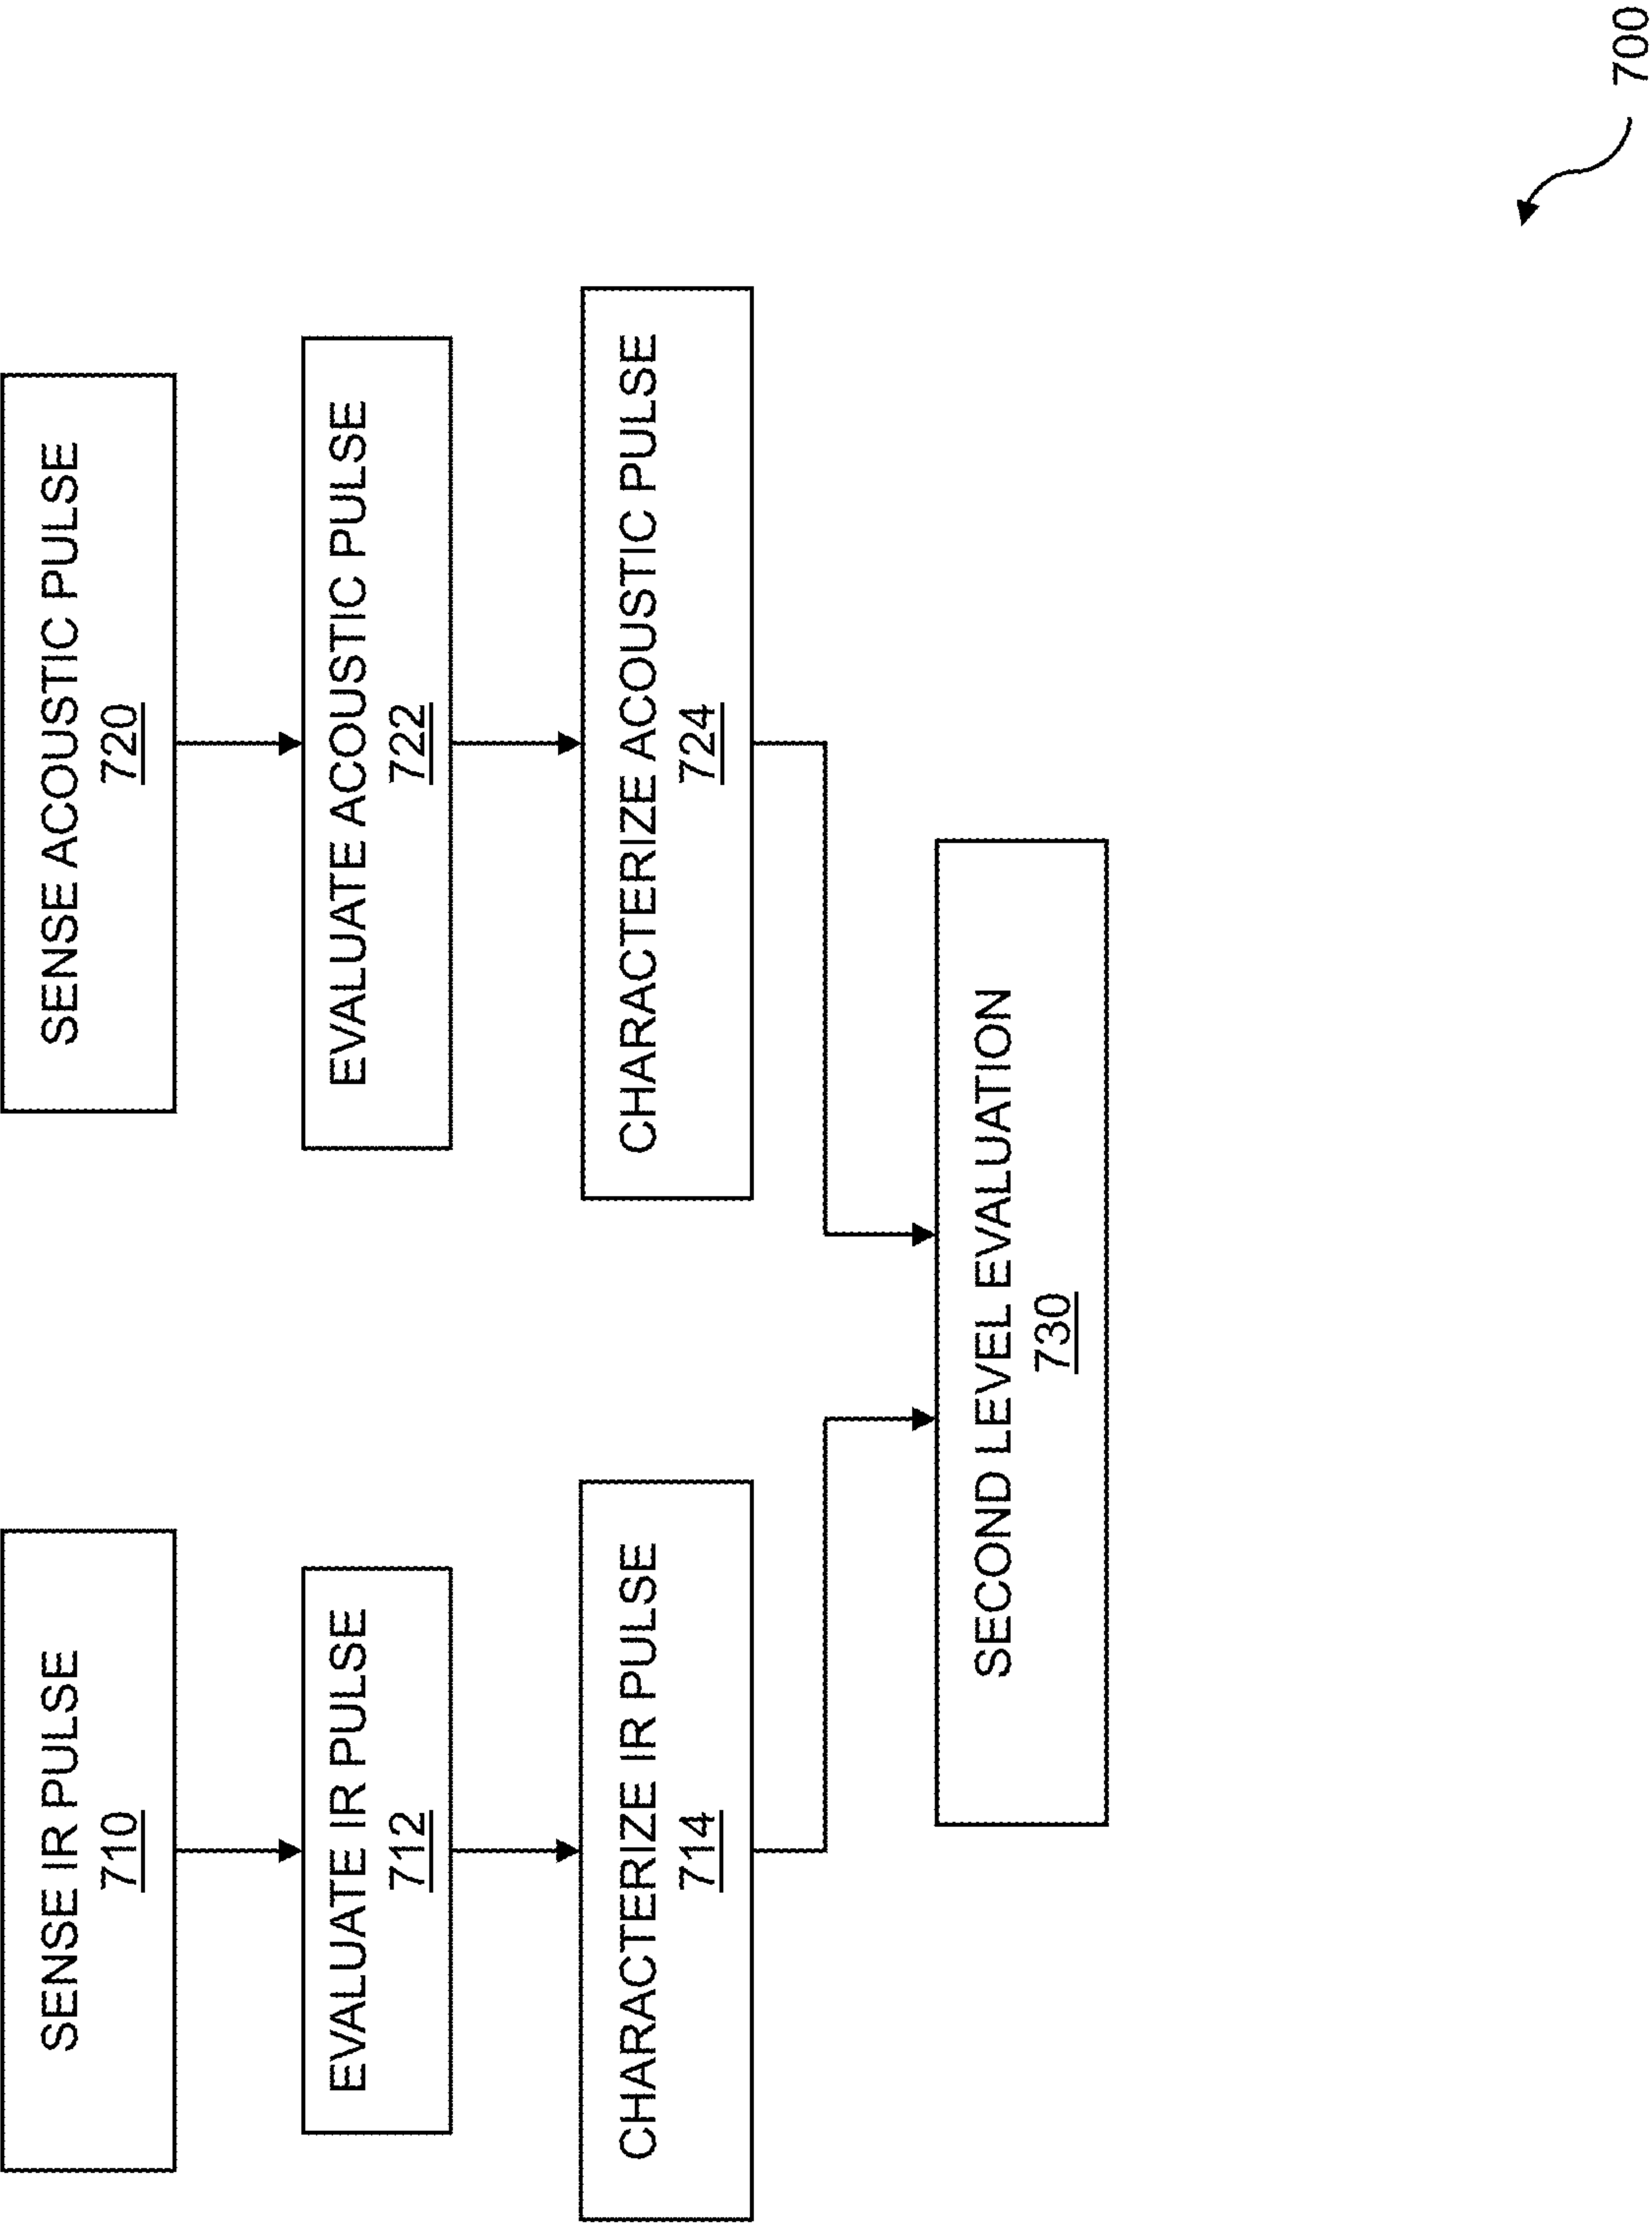 SENSE IR PULSE
710
EVALUATE IR PULSE
712
CHARACTERIZE IR PULSE
714
SENSE ACOUSTIC PULSE
720
EVALUATE ACOUSTIC PULSE
722
CHARACTERIZE ACOUSTIC PULSE
724
SECOND LEVEL EVALUATION
730
700